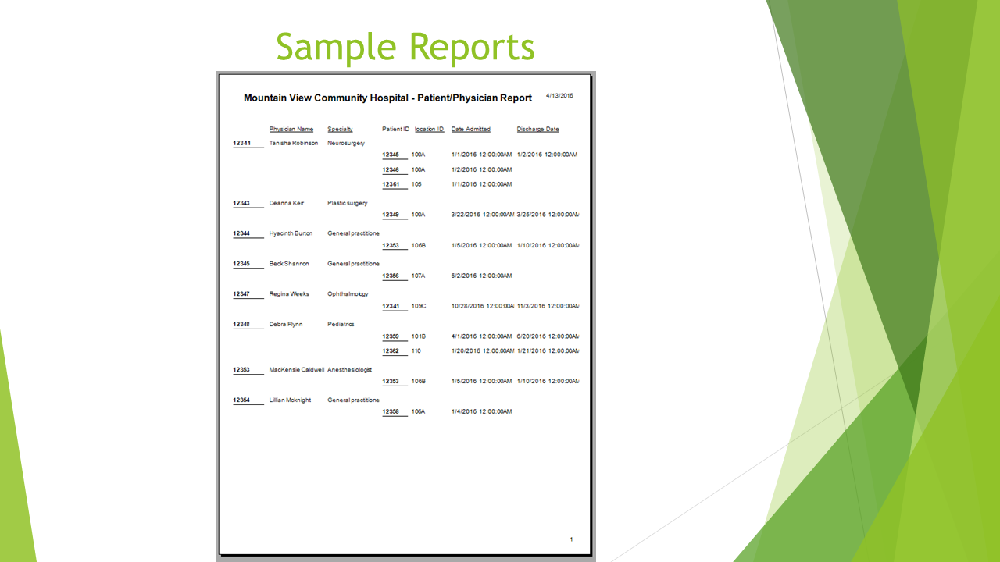 Sample Reports
Mountain View Community Hospital - Patient/Physician Report 4/13/2016
Physician Name Specialty Patient ID location ID Date Admitted Discharge Date
12341 Tanisha Robinson Neurosurgery
12345 100A 1/1/2016 12:00:00AM 1/2/2016 12:00:00AM
12346 100A 1/2/2016 12:00:00AM
12361 105 1/1/2016 12:00:00AM
12343 Deanna Kerr Plastic surgery
12349 100A 3/22/2016 12:00:00AM 3/25/2016 12:00:00AM
12344 Hyacinth Burton General practitione
12353 106B 1/5/2016 12:00:00AM 1/10/2016 12:00:00AM
12345 Beck Shannon General practitione
12356 107A 6/2/2016 12:00:00AM
12347 Regina Weeks Ophthalmology
12341 109C 10/28/2016 12:00:00A 11/3/2016 12:00:00AM
12348 Debra Flynn Pediatrics
12359 101B 4/1/2016 12:00:00AM 6/20/2016 12:00:00AM
12362 110 1/20/2016 12:00:00AM 1/21/2016 12:00:00AM
12353 MacKensie Caldwell Anesthesiologist
12353 106B 1/5/2016 12:00:00AM 1/10/2016 12:00:00AM
12354 Lillian Mcknight General practitione
12358 106A 1/4/2016 12:00:00AM
1